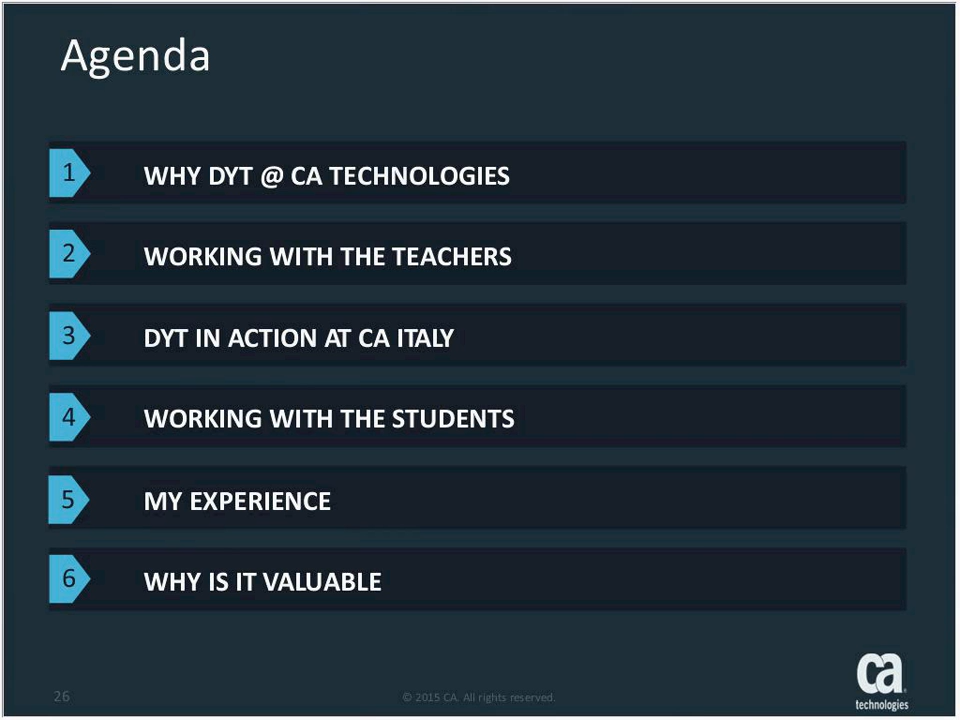 Agenda
1 WHY DYT @ CA TECHNOLOGIES
2 WORKING WITH THE TEACHERS
3 DYT IN ACTION AT CA ITALY
4 WORKING WITH THE STUDENTS
5 MY EXPERIENCE
6 WHY IS IT VALUABLE
26 © 2015 CA. All rights reserved.
ca
technologies